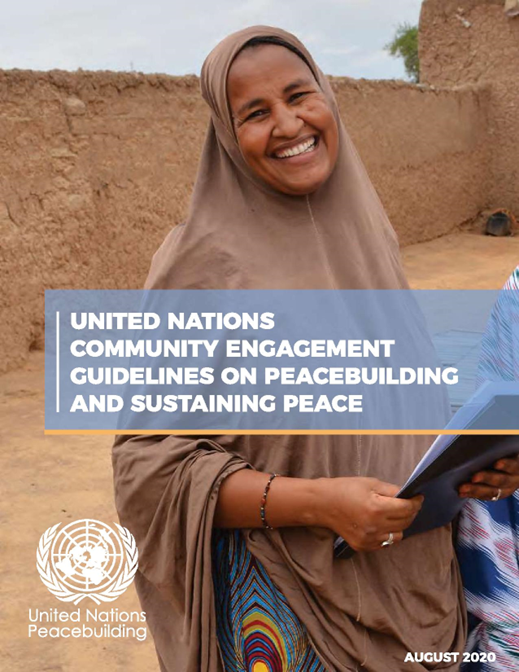 UNITED NATIONS
COMMUNITY ENGAGEMENT
GUIDELINES ON PEACEBUILDING
AND SUSTAINING PEACE
United Nations
Peacebuilding
AUGUST 2020